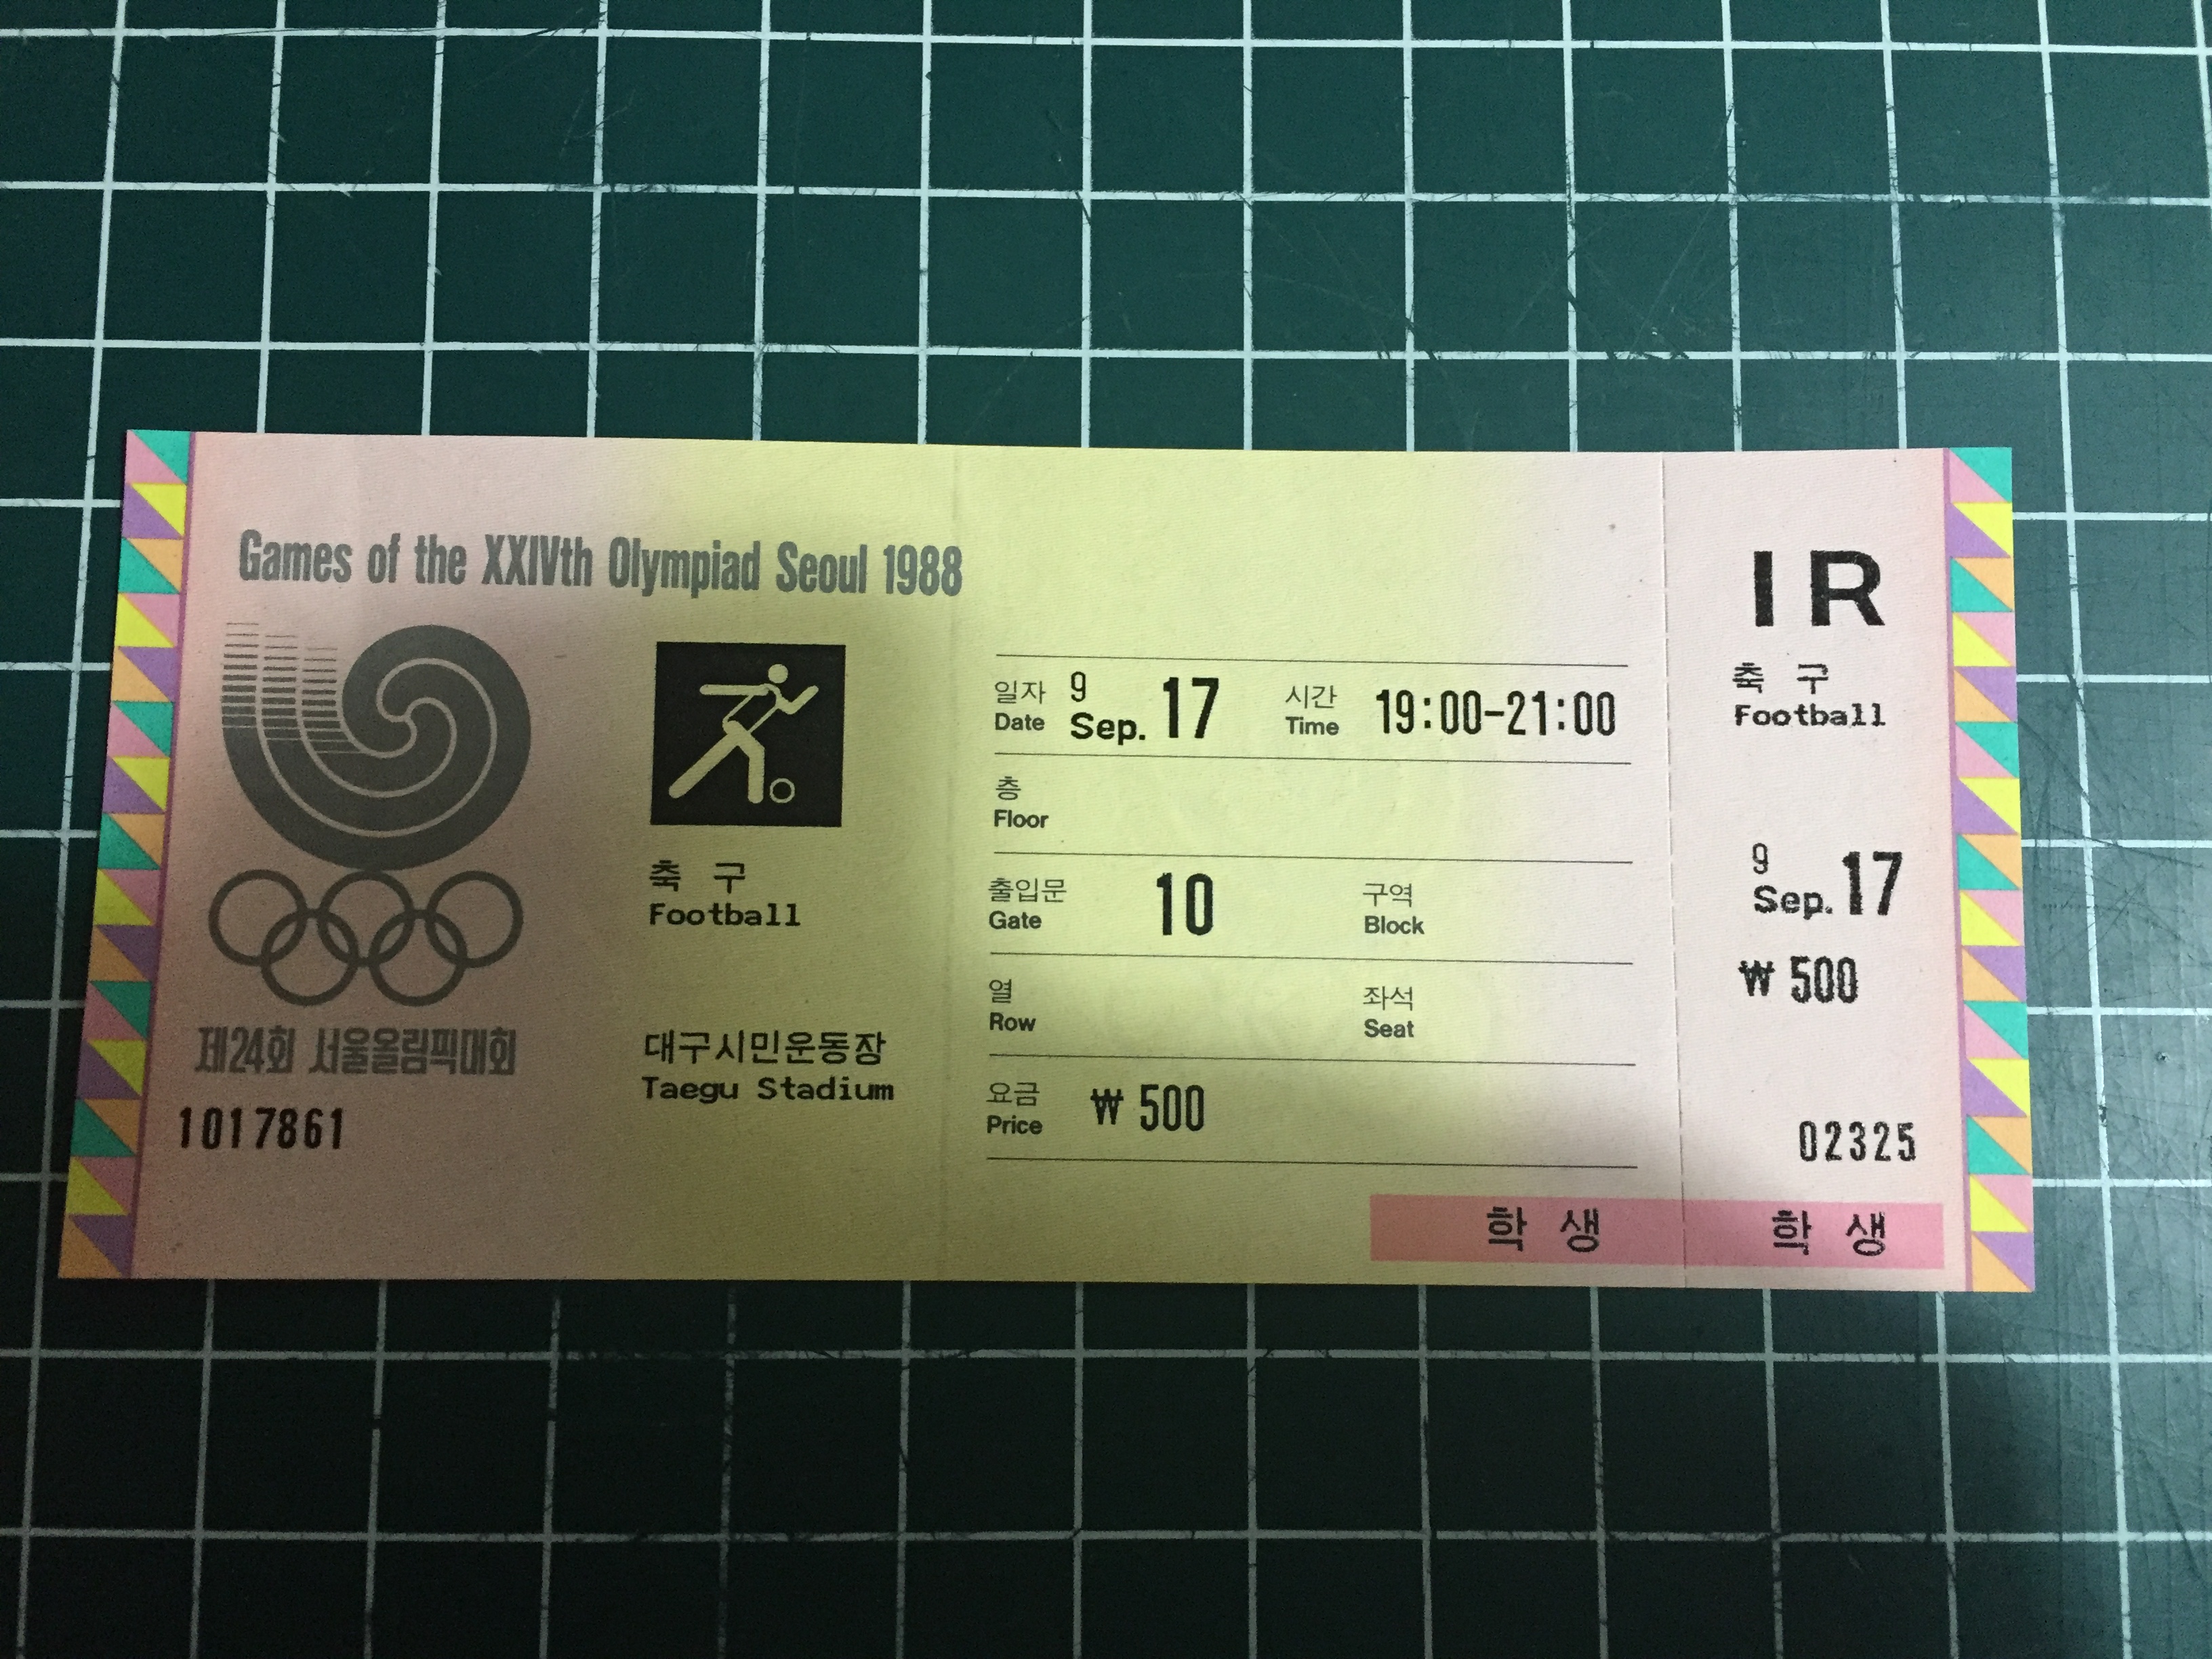 Games of the XXIVth Olympiad Seoul 1988
제24회 서울올림픽대회
1017861
축 구
Football
대구시민운동장
Taegu Stadium
일자 9
Date Sep. 17
시간
Time 19:00-21:00
층
Floor
출입문
Gate 10
구역
Block
열
Row
좌석
Seat
요금
Price ₩ 500
학 생
I R
축 구
Football
9
Sep. 17
₩ 500
02325
학 생